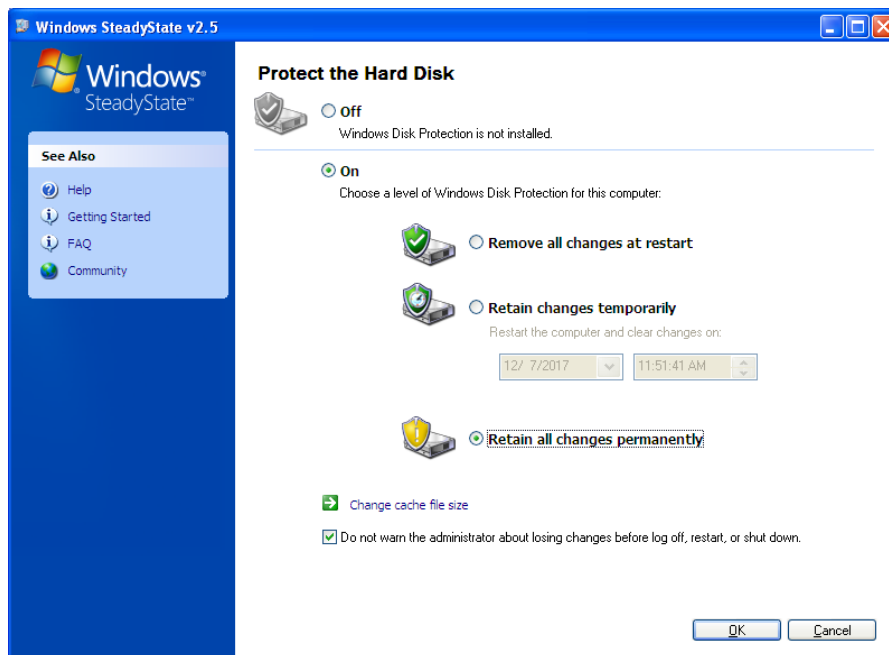 Windows SteadyState v2.5
Windows®
SteadyState™
See Also
Help
Getting Started
FAQ
Community
Protect the Hard Disk
Off
Windows Disk Protection is not installed.
On
Choose a level of Windows Disk Protection for this computer:
Remove all changes at restart
Retain changes temporarily
Restart the computer and clear changes on:
12/ 7/2017 11:51:41 AM
Retain all changes permanently
Change cache file size
Do not warn the administrator about losing changes before log off, restart, or shut down.
OK Cancel